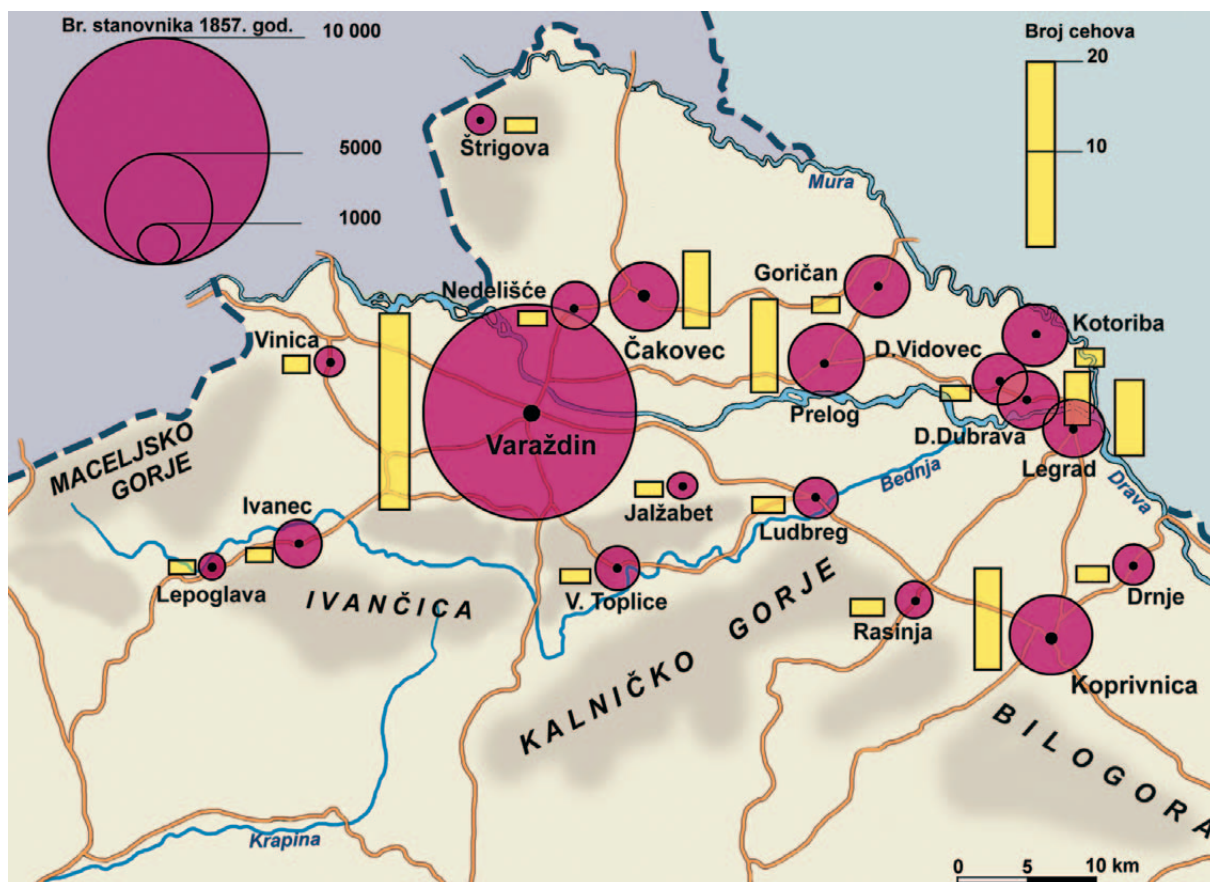 Br. stanovnika 1857. god.
10 000
5000
1000
Broj cehova
20
10
Štrigova
Mura
Nedelišće
Goričan
Vinica
Čakovec
Kotoriba
D.Vidovec
Prelog
Varaždin
D.Dubrava
Legrad
MACELJSKO
GORJE
Bednja
Drava
Ivanec
Jalžabet
Ludbreg
Lepoglava
IVANČICA
V. Toplice
KALNIČKO GORJE
Rasinja
Drnje
Koprivnica
BILOGORA
Krapina
0 5 10 km